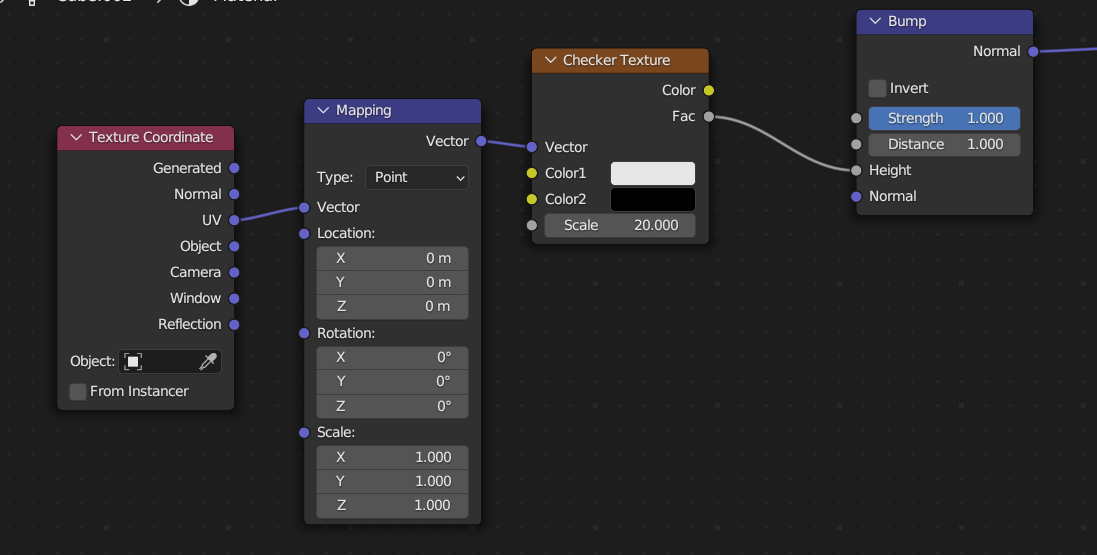 Texture Coordinate
Generated
Normal
UV
Object
Camera
Window
Reflection
Object:
From Instancer
Mapping
Vector
Type: Point
Vector
Location:
X 0 m
Y 0 m
Z 0 m
Rotation:
X 0°
Y 0°
Z 0°
Scale:
X 1.000
Y 1.000
Z 1.000
Checker Texture
Color
Fac
Vector
Color1
Color2
Scale 20.000
Bump
Normal
Invert
Strength 1.000
Distance 1.000
Height
Normal